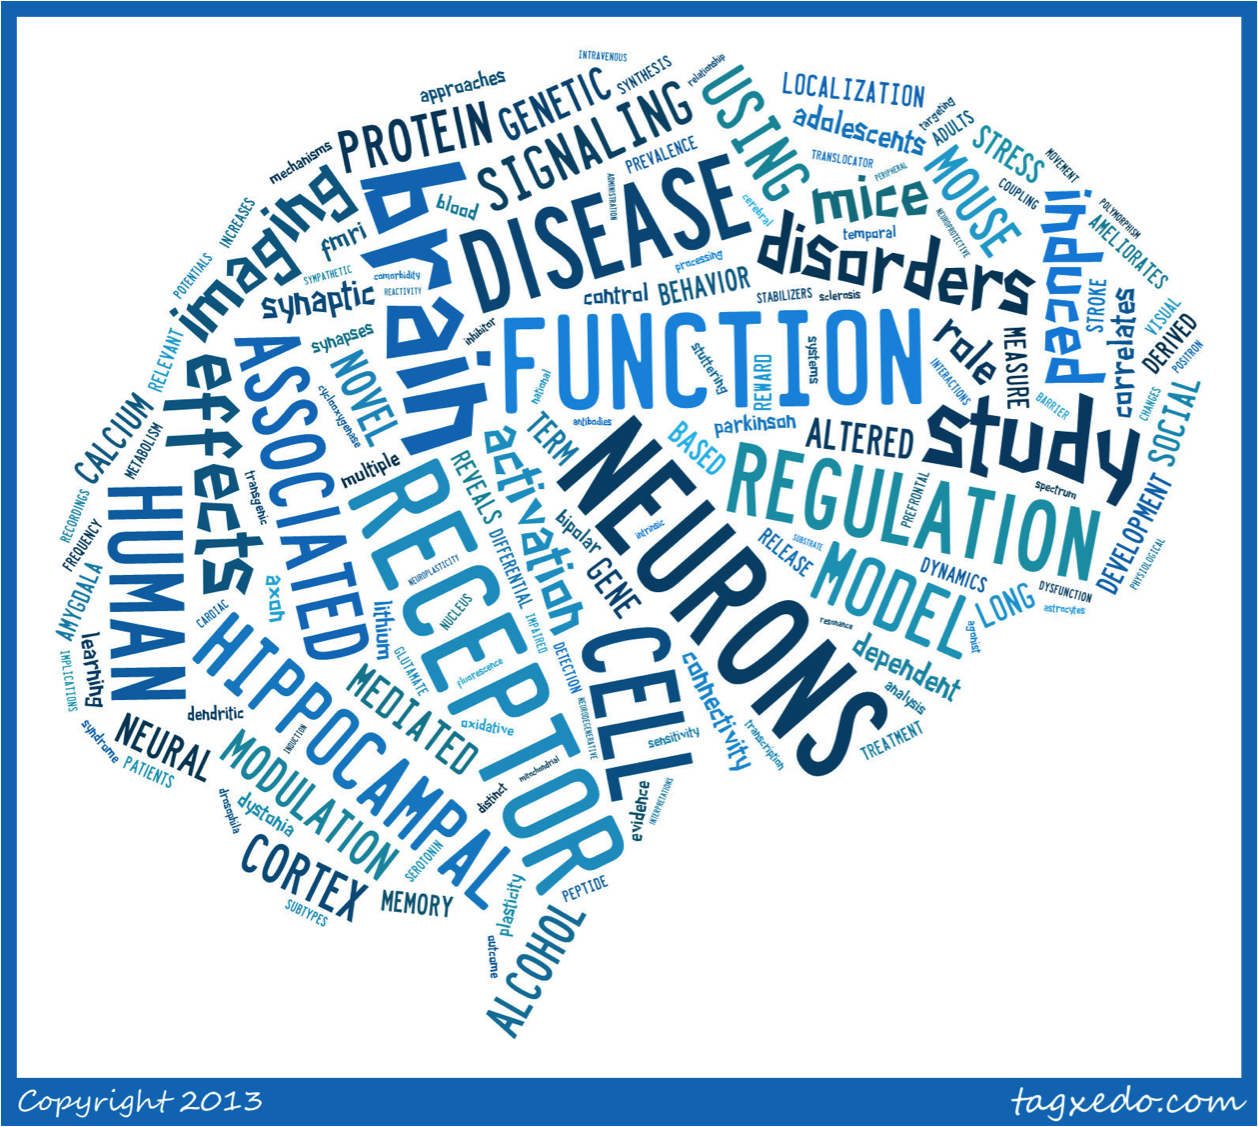 INTRAVENOUS
approaches
SYNTHESIS
relationship
PROTEIN
GENETIC
SIGNALING
USING
LOCALIZATION
adolescents
targeting
ADULTS
STRESS
MOVEMENT
mechanisms
brain
blood
PREVALENCE
ADMINISTRATION
DISEASE
TRANSLOCATOR
PERIPHERAL
MOUSE
COUPLING
induced
POLYMORPHISM
AMELIORATES
imaging
INCREASES
fmri
cerebral
mice
NEUROPROTECTIVE
temporal
disorders
POTENTIALS
SYMPATHETIC
comorbidity
REACTIVITY
synaptic
processing
control
BEHAVIOR
STABILIZERS
sclerosis
STROKE
correlates
VISUAL
DERIVED
POSITRON
RELEVANT
effects
ASSOCIATED
synapses
inhibitor
FUNCTION
stuttering
REWARD
systems
national
role
MEASURE
INTERACTIONS
BARRIER
CHANGES
SOCIAL
NOVEL
cyclooxygenase
CALCIUM
METABOLISM
antibodies
TERM
BASED
parkinson
ALTERED
study
multiple
activation
REVEALS
RECEPTOR
NEURONS
REGULATION
PREFRONTAL
spectrum
DEVELOPMENT
transgenic
RECORDINGS
HUMAN
FREQUENCY
bipolar
intrinsic
RELEASE
SUBSTRATE
MODEL
DYNAMICS
DYSFUNCTION
PHYSIOLOGICAL
LONG
astrocytes
AMYGDALA
CARDIAC
axon
lithium
NEUROPLASTICITY
NUCLEUS
DIFFERENTIAL
IMPAIRED
GENE
CELL
resonance
agonist
dependent
analysis
IMPLICATIONS
learning
HIPPOCAMPAL
GLUTAMATE
fluorescence
DETECTION
NEURODEGENERATIVE
connectivity
sensitivity
transcription
TREATMENT
dendritic
MEDIATED
oxidative
syndrome
NEURAL
PATIENTS
MODULATION
INDUCTION
mitochondrial
distinct
evidence
INTERPRETATIONS
drosophila
dystonia
CORTEX
SUBTYPES
SEROTONIN
MEMORY
plasticity
PEPTIDE
outcome
ALCOHOL
Copyright 2013
tagxedo.com